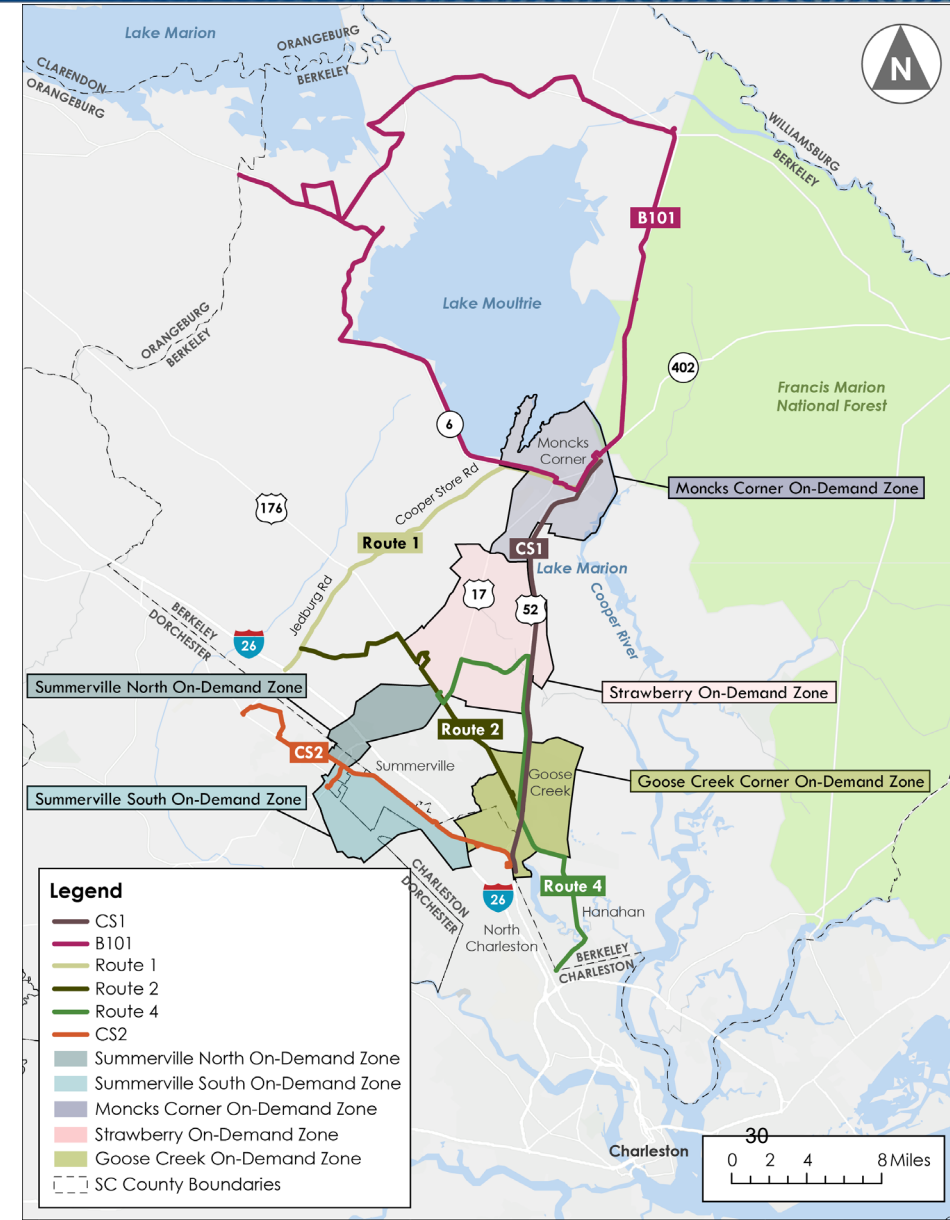 Lake Marion
ORANGEBURG
BERKELEY
CLARENDON
ORANGEBURG
N
WILLIAMSBURG
BERKELEY
B101
Lake Moultrie
ORANGEBURG
BERKELEY
402
Francis Marion
National Forest
6
Moncks
Corner
Cooper Store Rd
Moncks Corner On-Demand Zone
176
Route 1
CS1
Lake Marion
Cooper River
17
52
Jedburg Rd
BERKELEY
DORCHESTER
26
Summerville North On-Demand Zone
Strawberry On-Demand Zone
Route 2
CS2
Summerville
Goose
Creek
Goose Creek Corner On-Demand Zone
Summerville South On-Demand Zone
CHARLESTON
DORCHESTER
26
Route 4
Hanahan
North
Charleston
BERKELEY
CHARLESTON
Legend
CS1
B101
Route 1
Route 2
Route 4
CS2
Summerville North On-Demand Zone
Summerville South On-Demand Zone
Moncks Corner On-Demand Zone
Strawberry On-Demand Zone
Goose Creek On-Demand Zone
SC County Boundaries
Charleston
30
0 2 4 8 Miles